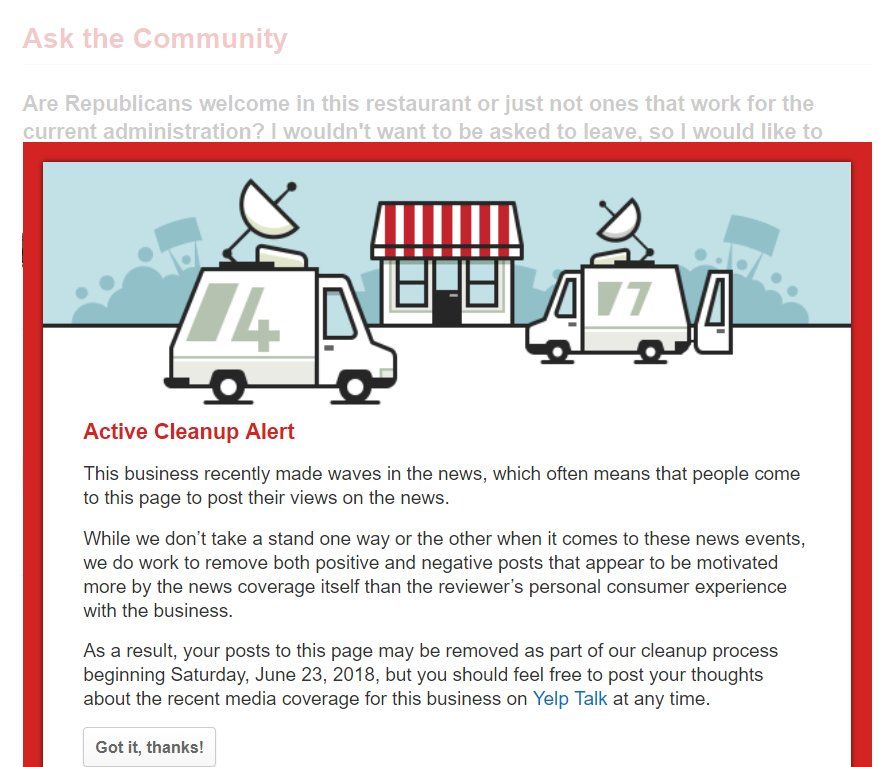 Ask the Community
Are Republicans welcome in this restaurant or just not ones that work for the
current administration? I wouldn't want to be asked to leave, so I would like to
4
7
Active Cleanup Alert
This business recently made waves in the news, which often means that people come
to this page to post their views on the news.
While we don’t take a stand one way or the other when it comes to these news events,
we do work to remove both positive and negative posts that appear to be motivated
more by the news coverage itself than the reviewer’s personal consumer experience
with the business.
As a result, your posts to this page may be removed as part of our cleanup process
beginning Saturday, June 23, 2018, but you should feel free to post your thoughts
about the recent media coverage for this business on Yelp Talk at any time.
Got it, thanks!